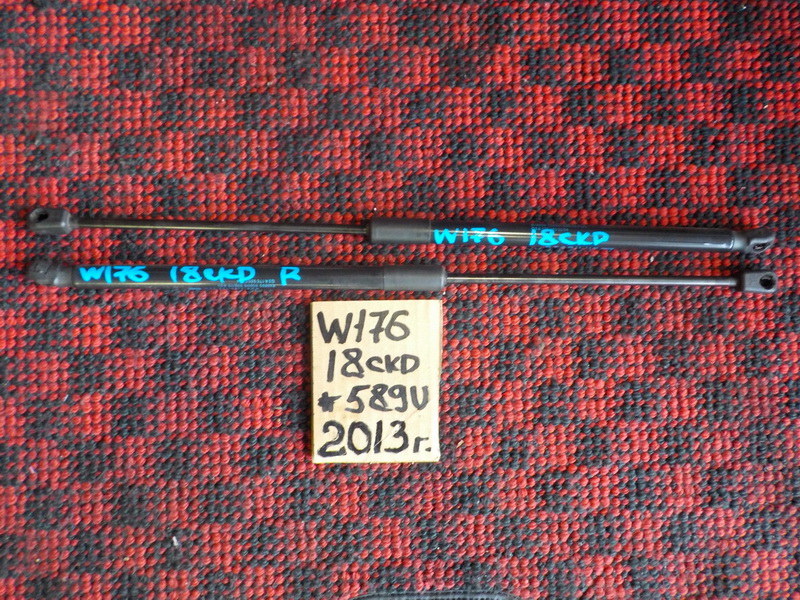 W176 18CKD
W176 18CKD R
W176
18CKD
*589U
2013г.